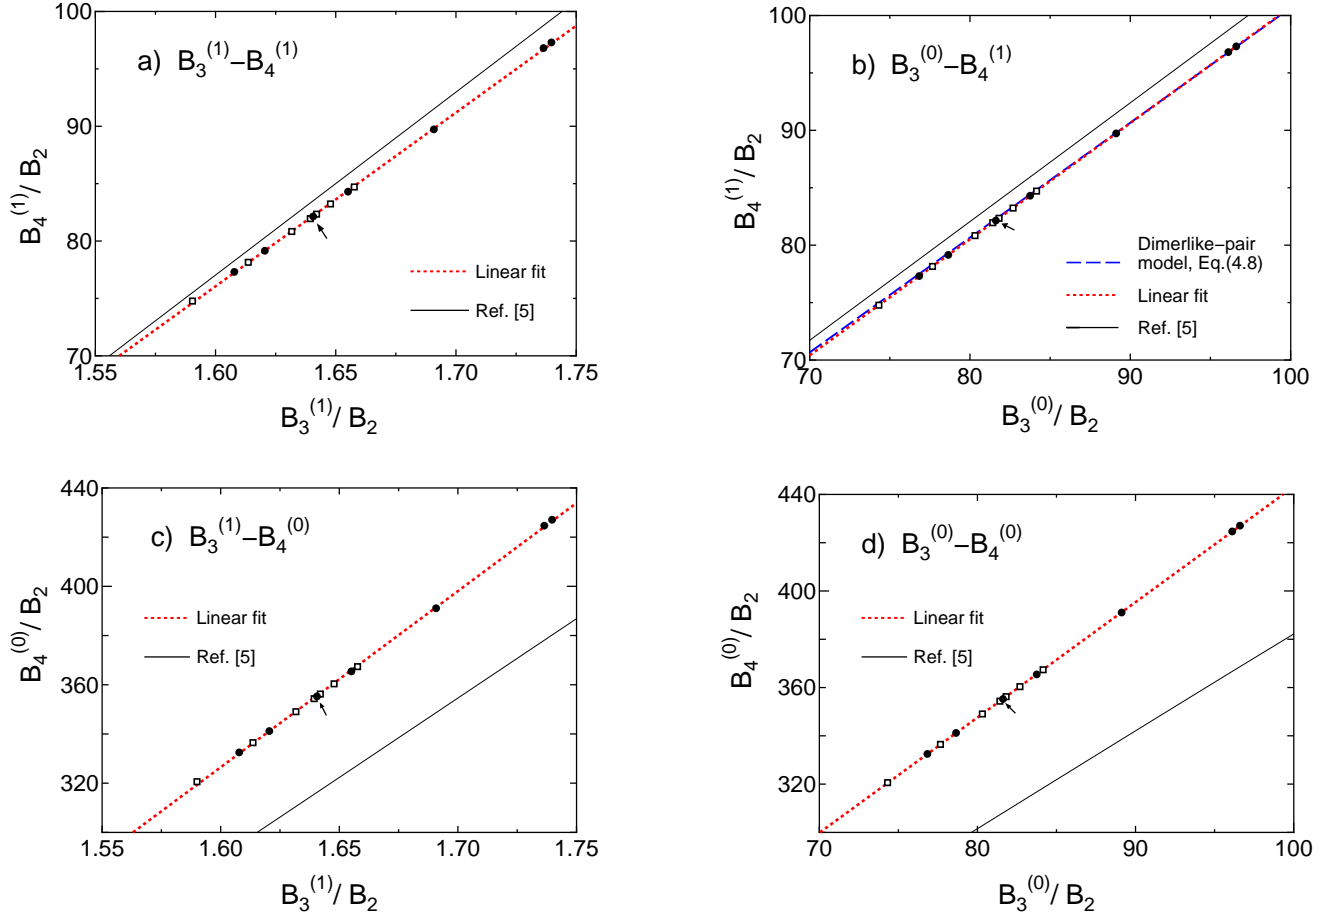 a) B₃⁽¹⁾−B₄⁽¹⁾
B₄⁽¹⁾/ B₂
100
90
80
70
Linear fit
Ref. [5]
1.55 1.60 1.65 1.70 1.75
B₃⁽¹⁾/ B₂
b) B₃⁽⁰⁾−B₄⁽¹⁾
B₄⁽¹⁾/ B₂
100
90
80
70
Dimerlike−pair
model, Eq.(4.8)
Linear fit
Ref. [5]
70 80 90 100
B₃⁽⁰⁾/ B₂
c) B₃⁽¹⁾−B₄⁽⁰⁾
B₄⁽⁰⁾/ B₂
440
400
360
320
Linear fit
Ref. [5]
1.55 1.60 1.65 1.70 1.75
B₃⁽¹⁾/ B₂
d) B₃⁽⁰⁾−B₄⁽⁰⁾
B₄⁽⁰⁾/ B₂
440
400
360
320
Linear fit
Ref. [5]
70 80 90 100
B₃⁽⁰⁾/ B₂